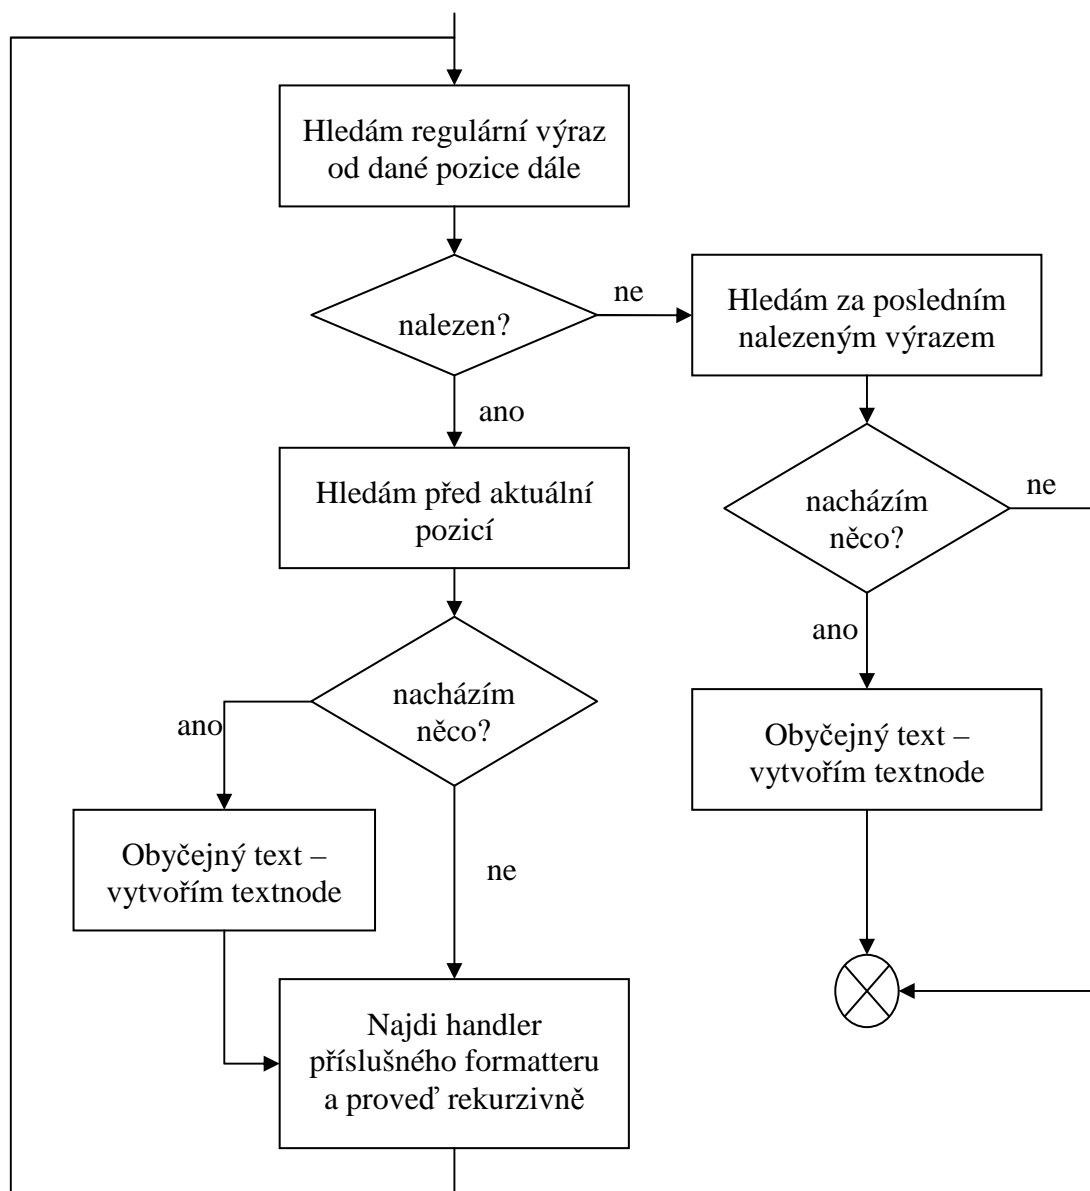 Hledám regulární výraz
od dané pozice dále
nalezen?
ne
Hledám za posledním
nalezeným výrazem
ano
Hledám před aktuální
pozicí
nacházím
něco?
ne
ano
nacházím
něco?
ano
Obyčejný text –
vytvořím textnode
Obyčejný text –
vytvořím textnode
ne
Najdi handler
příslušného formatteru
a proveď rekurzivně